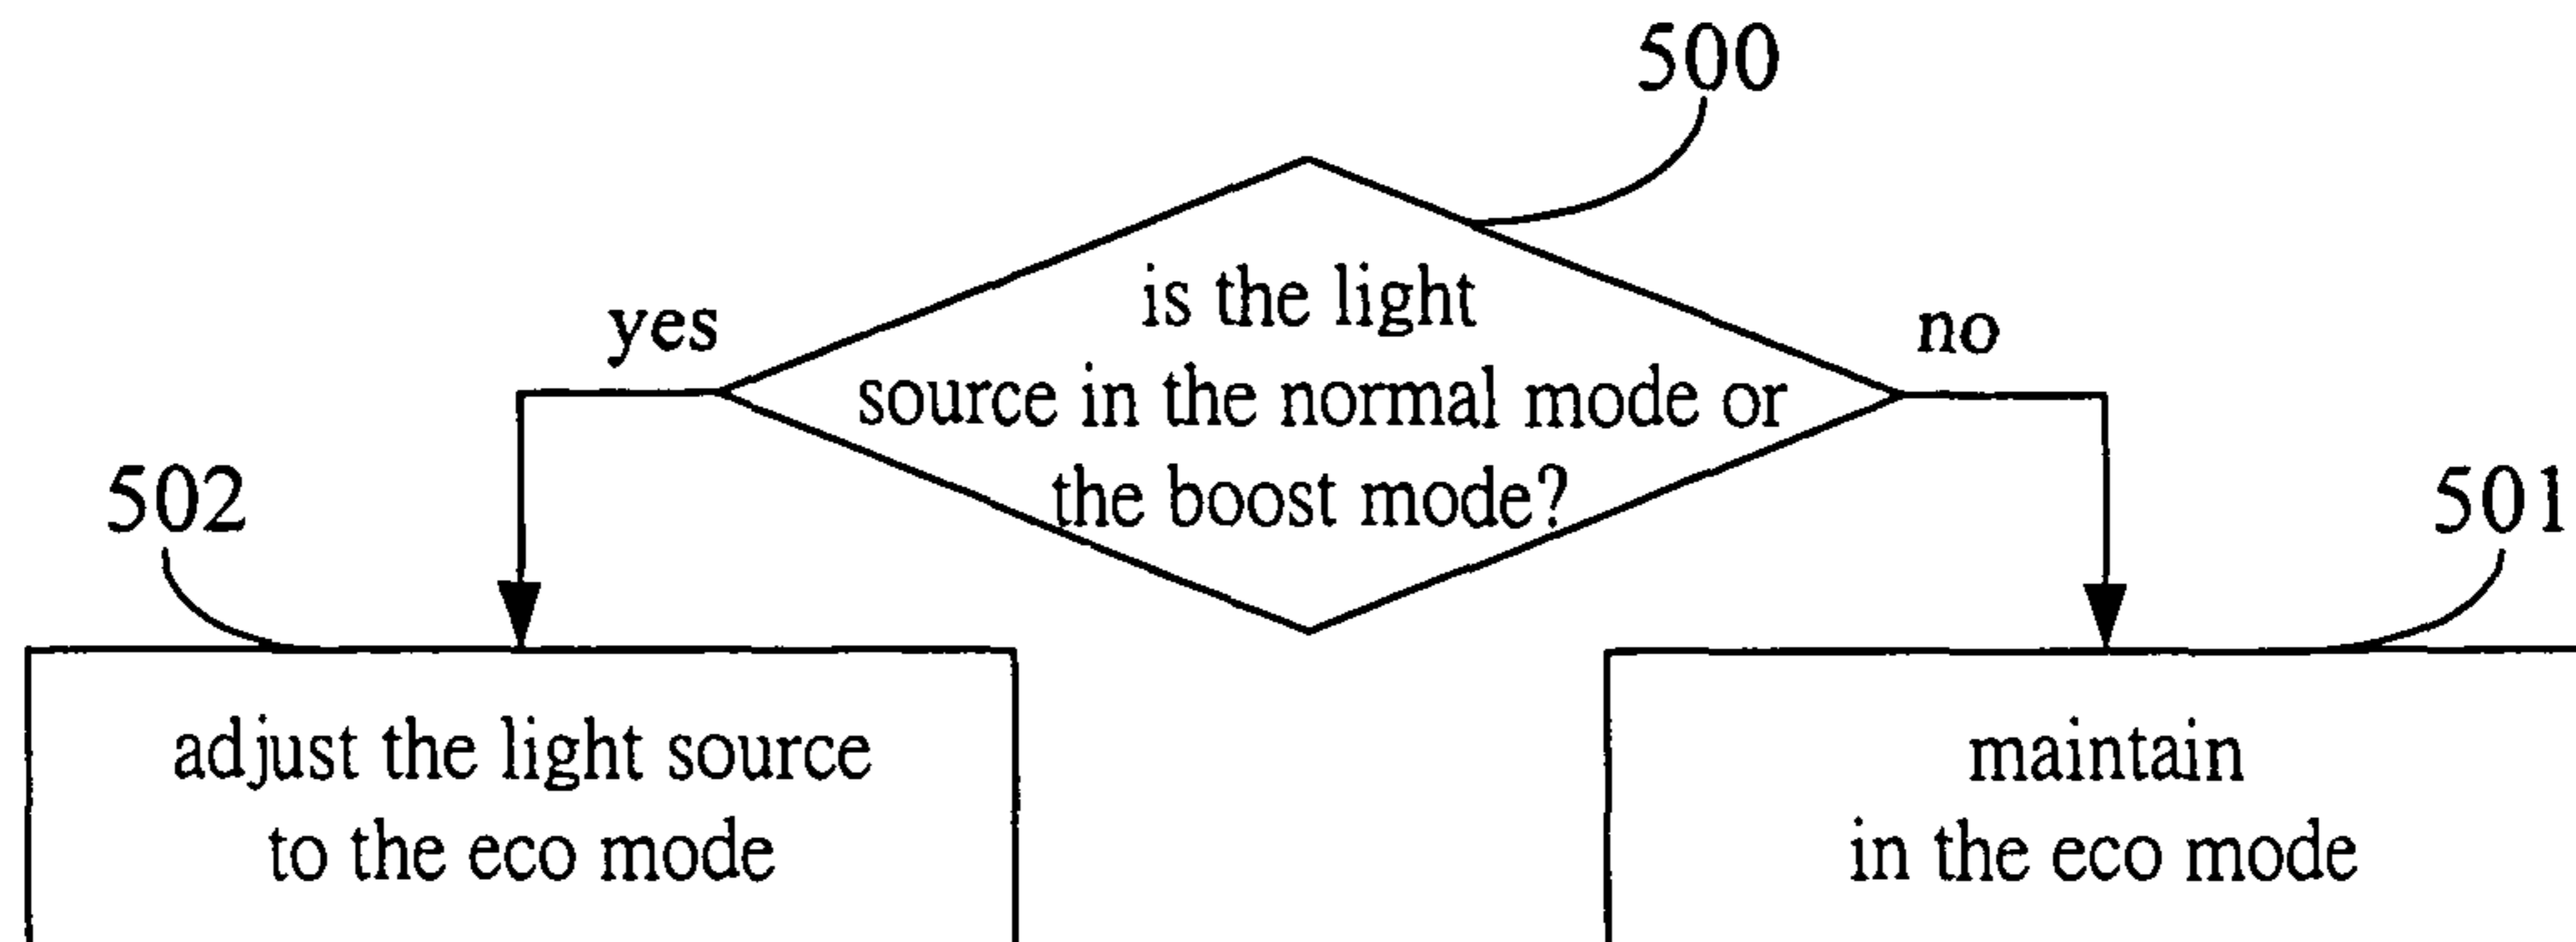 500
is the light
source in the normal mode or
the boost mode?
yes
no
502
501
adjust the light source
to the eco mode
maintain
in the eco mode